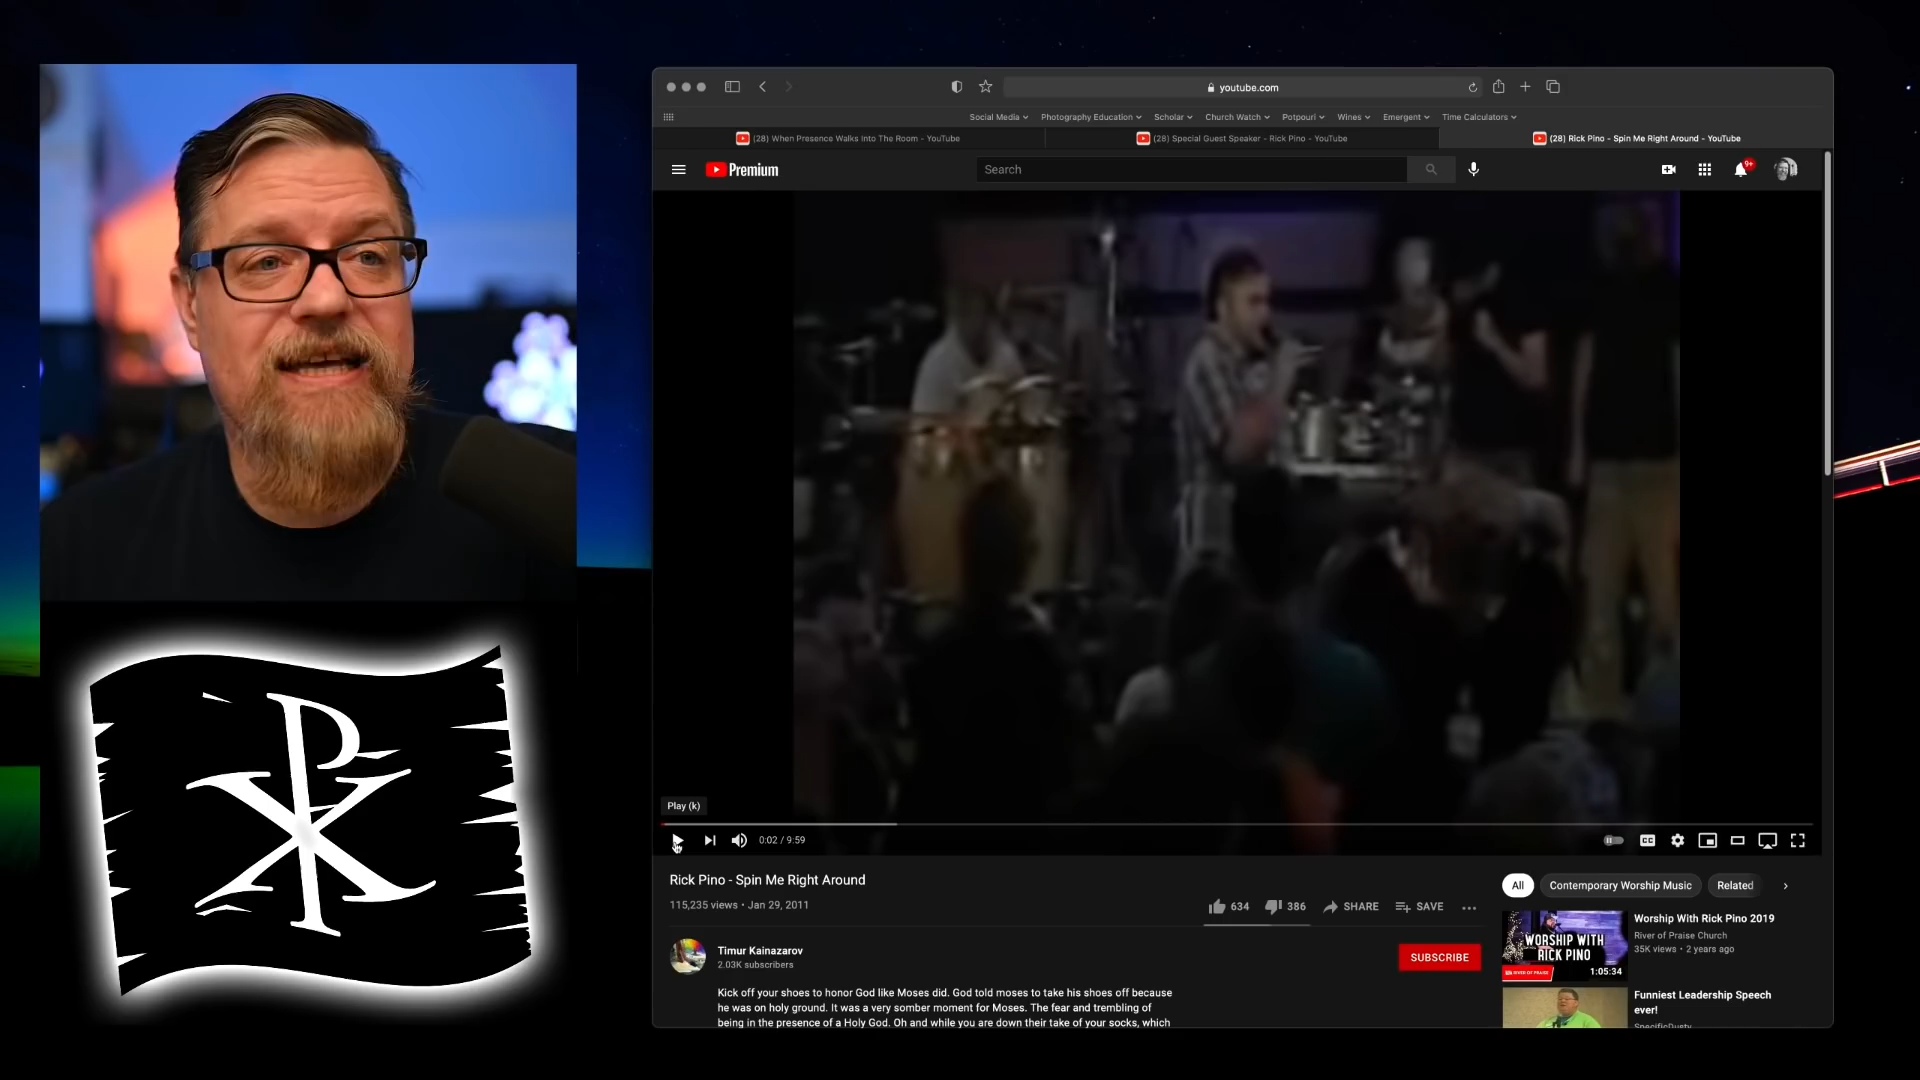 youtube.com
Social Media
Photography Education
Scholar
Church Watch
Potpouri
Wines
Emergent
Time Calculators
(28) When Presence Walks Into The Room - YouTube
(28) Special Guest Speaker - Rick Pino - YouTube
(28) Rick Pino - Spin Me Right Around - YouTube
Premium
Search
9+
Play (k)
0:02 / 9:59
CC
Rick Pino - Spin Me Right Around
115,235 views • Jan 29, 2011
634
386
SHARE
SAVE
Timur Kainazarov
2.03K subscribers
SUBSCRIBE
Kick off your shoes to honor God like Moses did. God told moses to take his shoes off because
he was on holy ground. It was a very somber moment for Moses. The fear and trembling of
being in the presence of a Holy God. Oh and while you are down their take of your socks, which
All
Contemporary Worship Music
Related
WORSHIP WITH
RICK PINO
RIVER OF PRAISE
1:05:34
Worship With Rick Pino 2019
River of Praise Church
35K views • 2 years ago
Funniest Leadership Speech
ever!
SpecificDusty